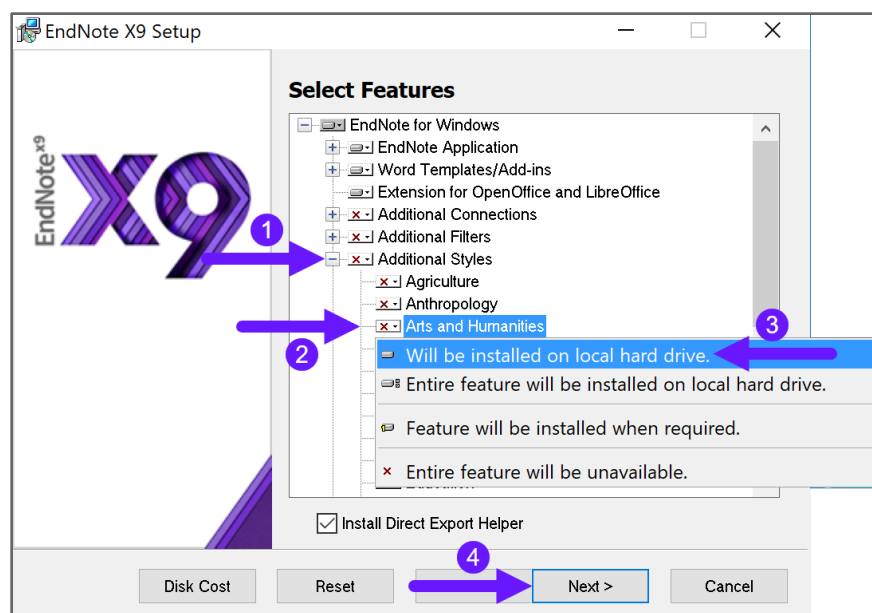 EndNote X9 Setup
EndNote x9
X9
Select Features
EndNote for Windows
EndNote Application
Word Templates/Add-ins
Extension for OpenOffice and LibreOffice
Additional Connections
1
Additional Filters
Additional Styles
Agriculture
Anthropology
2
Arts and Humanities
3
Will be installed on local hard drive.
Entire feature will be installed on local hard drive.
Feature will be installed when required.
Entire feature will be unavailable.
Install Direct Export Helper
4
Disk Cost Reset Next > Cancel